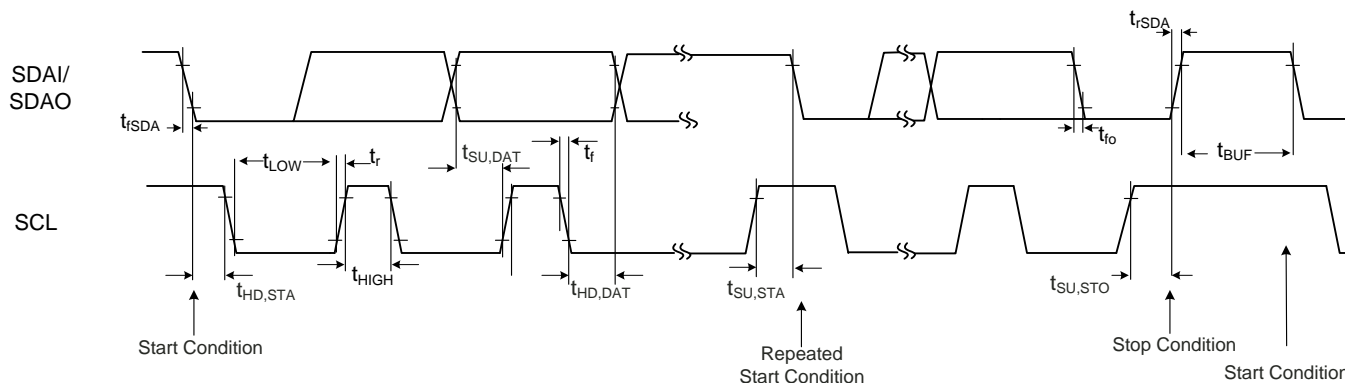 t_rSDA
SDAI/
SDAO
t_fSDA
t_LOW
t_r
t_SU,DAT
t_f
t_fo
t_BUF
SCL
t_HD,STA
t_HIGH
t_HD,DAT
t_SU,STA
t_SU,STO
Start Condition
Repeated
Start Condition
Stop Condition
Start Condition